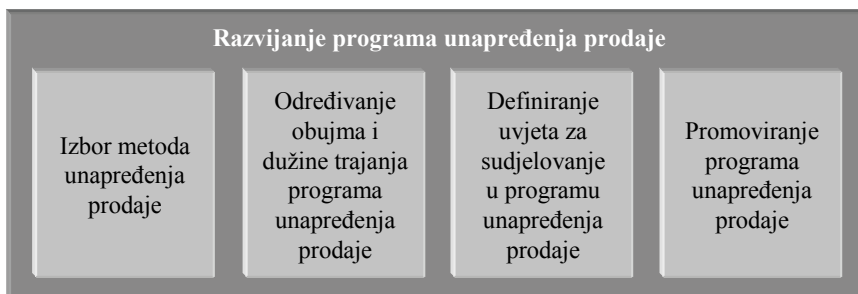 Razvijanje programa unapređenja prodaje
Izbor metoda
unapređenja
prodaje
Određivanje
obujma i
dužine trajanja
programa
unapređenja
prodaje
Definiranje
uvjeta za
sudjelovanje
u programu
unapređenja
prodaje
Promoviranje
programa
unapređenja
prodaje